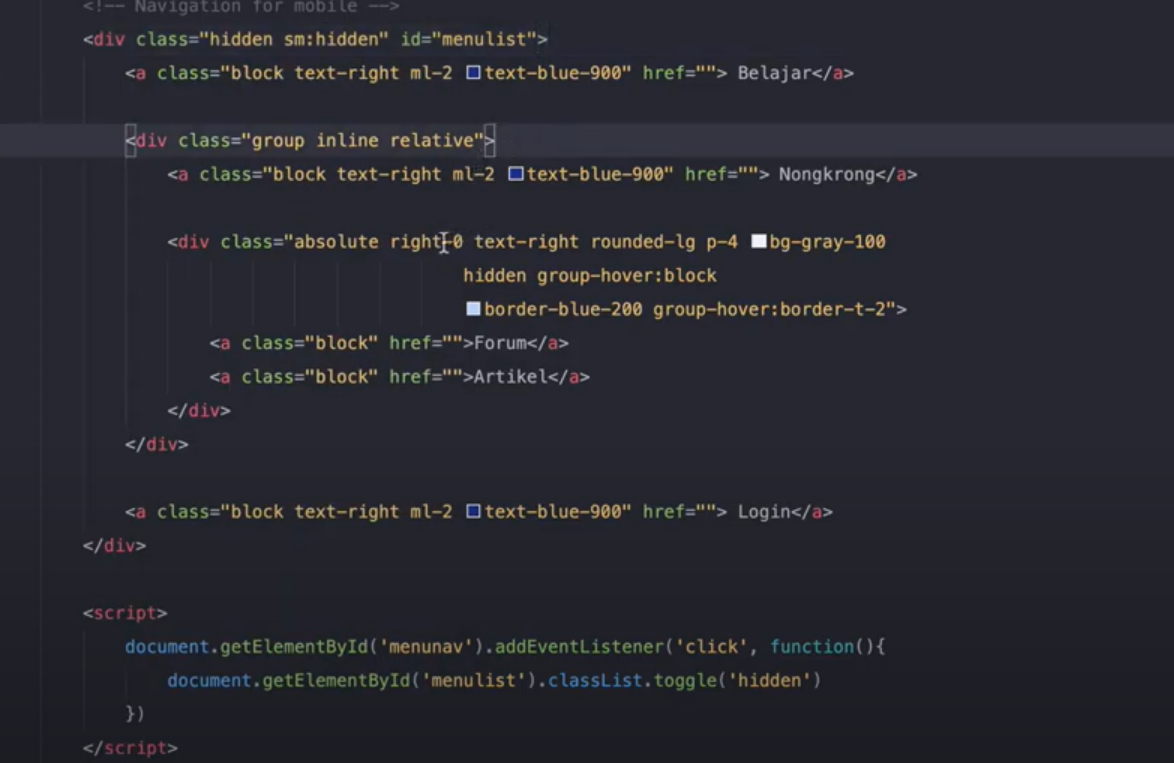 <!-- Navigation for mobile -->
<div class="hidden sm:hidden" id="menulist">
<a class="block text-right ml-2 text-blue-900" href=""> Belajar</a>
<div class="group inline relative">
<a class="block text-right ml-2 text-blue-900" href=""> Nongkrong</a>
<div class="absolute right-0 text-right rounded-lg p-4 bg-gray-100
hidden group-hover:block
border-blue-200 group-hover:border-t-2">
<a class="block" href="">Forum</a>
<a class="block" href="">Artikel</a>
</div>
</div>
<a class="block text-right ml-2 text-blue-900" href=""> Login</a>
</div>
<script>
document.getElementById('menunav').addEventListener('click', function(){
document.getElementById('menulist').classList.toggle('hidden')
})
</script>